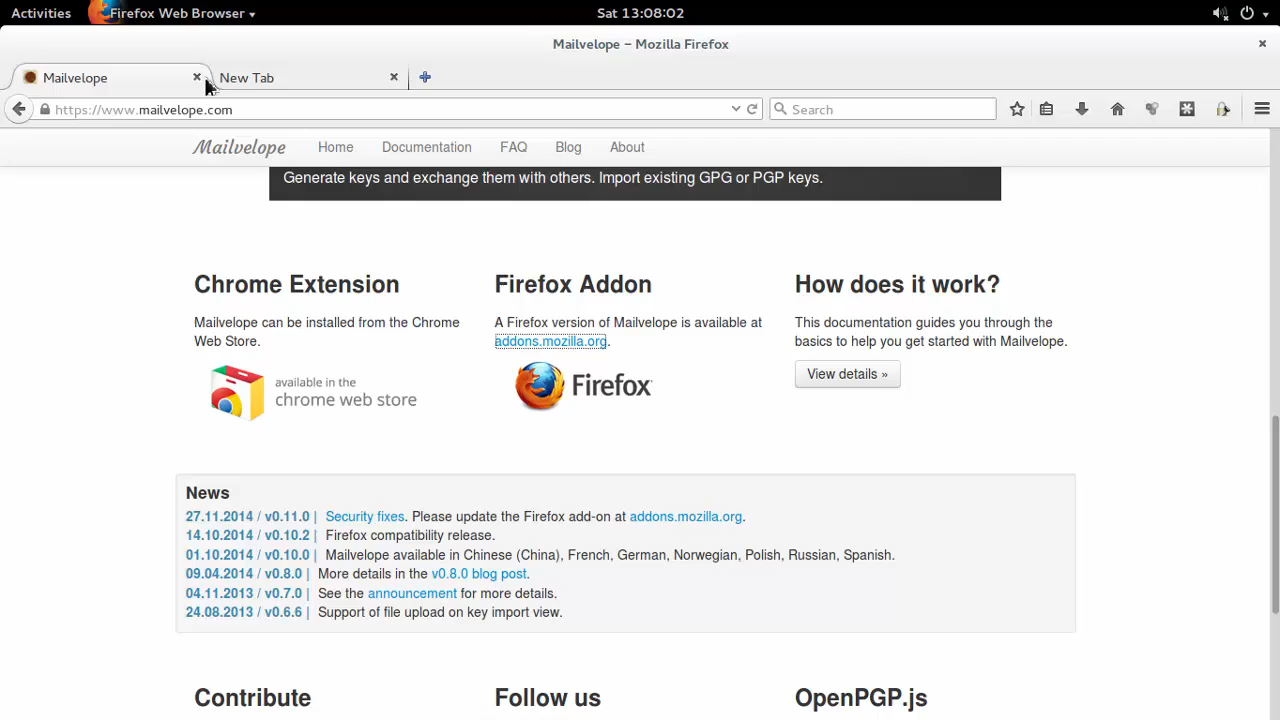 Activities Firefox Web Browser Sat 13:08:02
Mailvelope – Mozilla Firefox
Mailvelope New Tab
https://www.mailvelope.com Search
Mailvelope Home Documentation FAQ Blog About
Generate keys and exchange them with others. Import existing GPG or PGP keys.
Chrome Extension
Mailvelope can be installed from the Chrome
Web Store.
available in the
chrome web store
Firefox Addon
A Firefox version of Mailvelope is available at
addons.mozilla.org.
Firefox
How does it work?
This documentation guides you through the
basics to help you get started with Mailvelope.
View details »
News
27.11.2014 / v0.11.0 | Security fixes. Please update the Firefox add-on at addons.mozilla.org.
14.10.2014 / v0.10.2 | Firefox compatibility release.
01.10.2014 / v0.10.0 | Mailvelope available in Chinese (China), French, German, Norwegian, Polish, Russian, Spanish.
09.04.2014 / v0.8.0 | More details in the v0.8.0 blog post.
04.11.2013 / v0.7.0 | See the announcement for more details.
24.08.2013 / v0.6.6 | Support of file upload on key import view.
Contribute Follow us OpenPGP.js